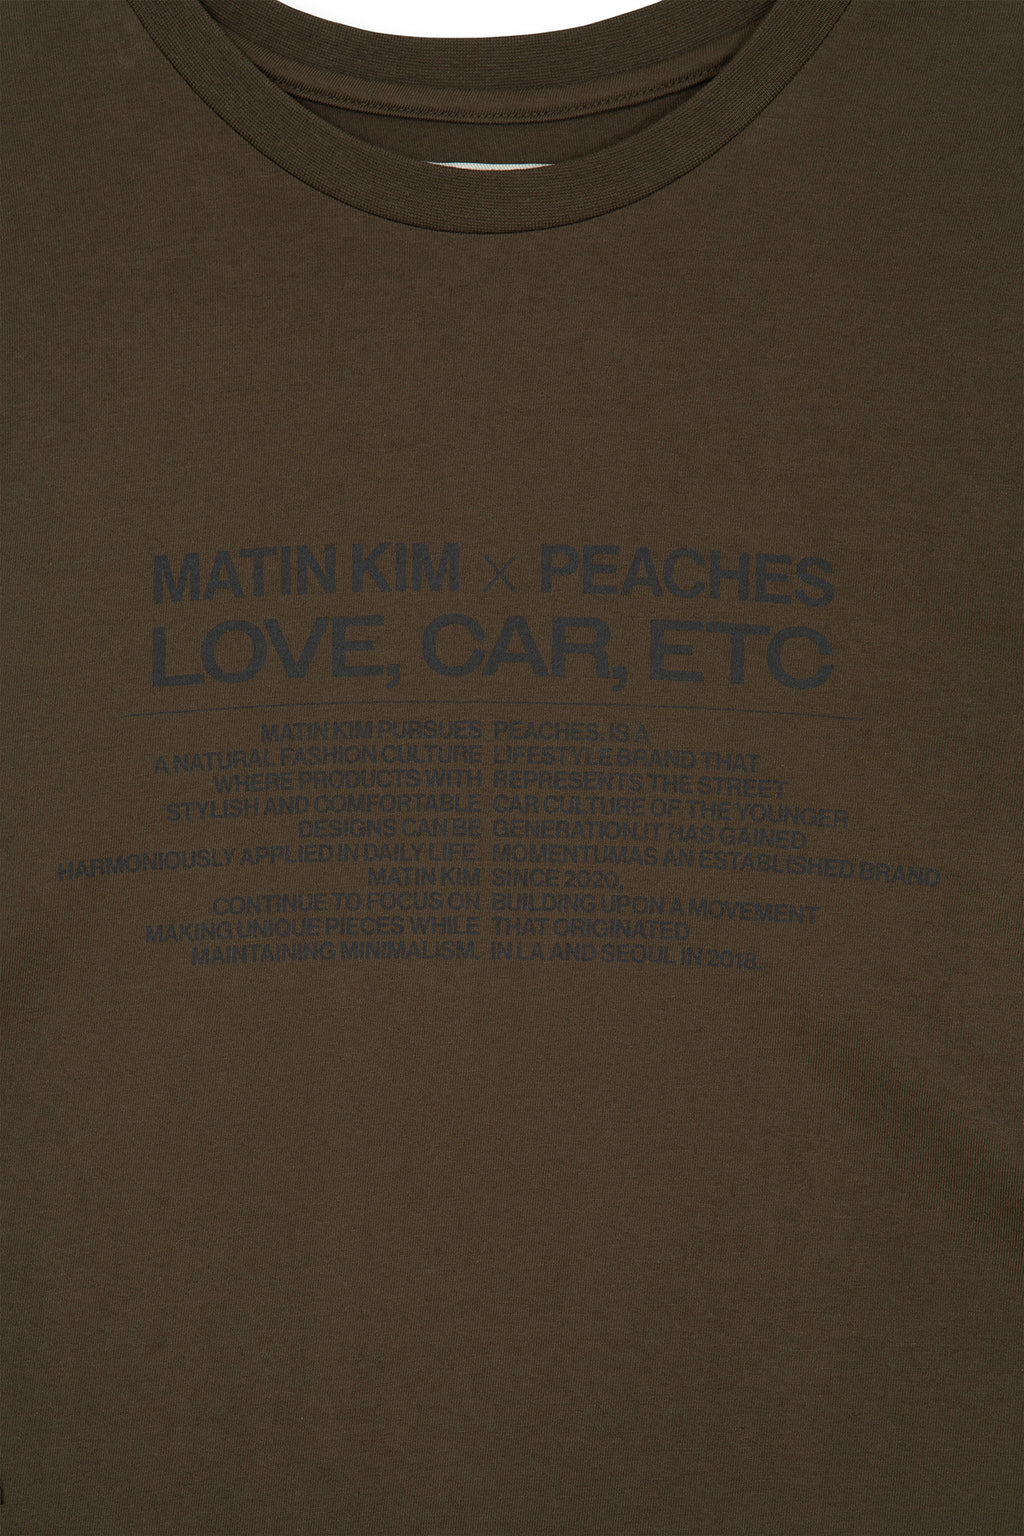 MATIN KIM × PEACHES
LOVE, CAR, ETC
MATIN KIM PURSUES
A NATURAL FASHION CULTURE
WHERE PRODUCTS WITH
STYLISH AND COMFORTABLE
DESIGNS CAN BE
HARMONIOUSLY APPLIED IN DAILY LIFE.
MATIN KIM
CONTINUE TO FOCUS ON
MAKING UNIQUE PIECES WHILE
MAINTAINING MINIMALISM.
PEACHES. IS A
LIFESTYLE BRAND THAT
REPRESENTS THE STREET
CAR CULTURE OF THE YOUNGER
GENERATION.IT HAS GAINED
MOMENTUMAS AN ESTABLISHED BRAND
SINCE 2020,
BUILDING UPON A MOVEMENT
THAT ORIGINATED
IN LA AND SEOUL IN 2018.